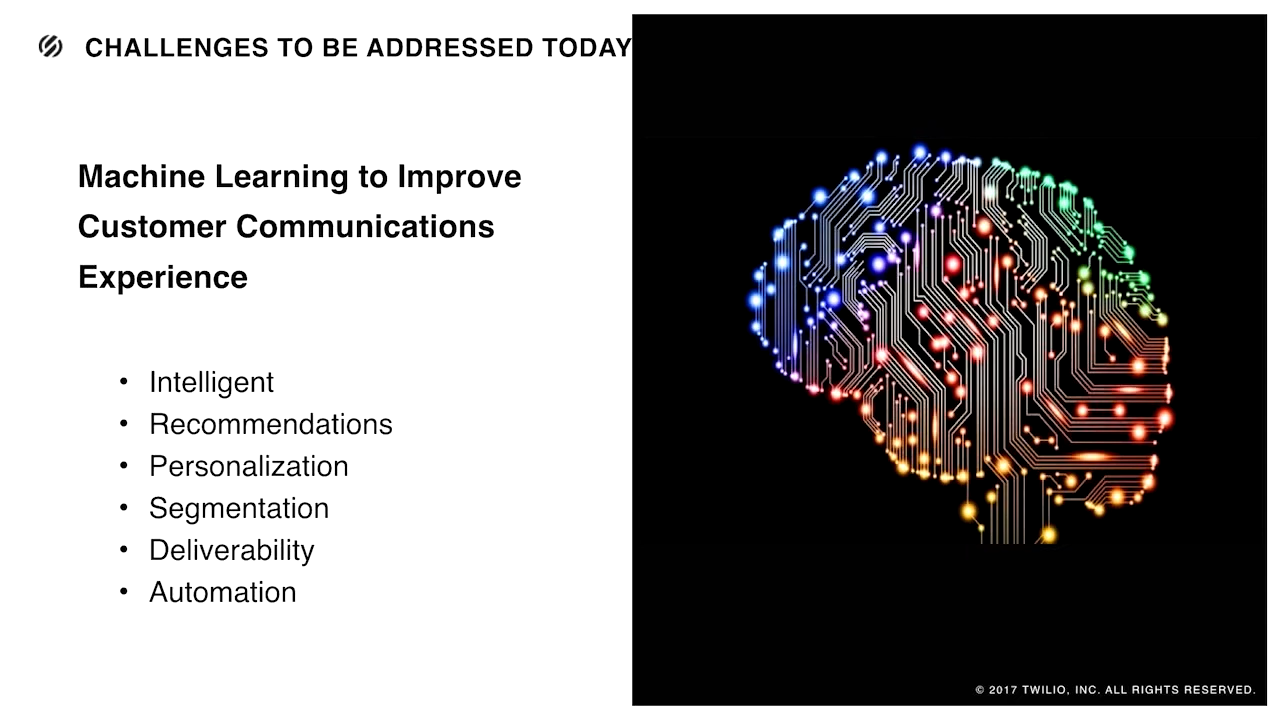 CHALLENGES TO BE ADDRESSED TODAY
Machine Learning to Improve
Customer Communications
Experience
• Intelligent
• Recommendations
• Personalization
• Segmentation
• Deliverability
• Automation
© 2017 TWILIO, INC. ALL RIGHTS RESERVED.